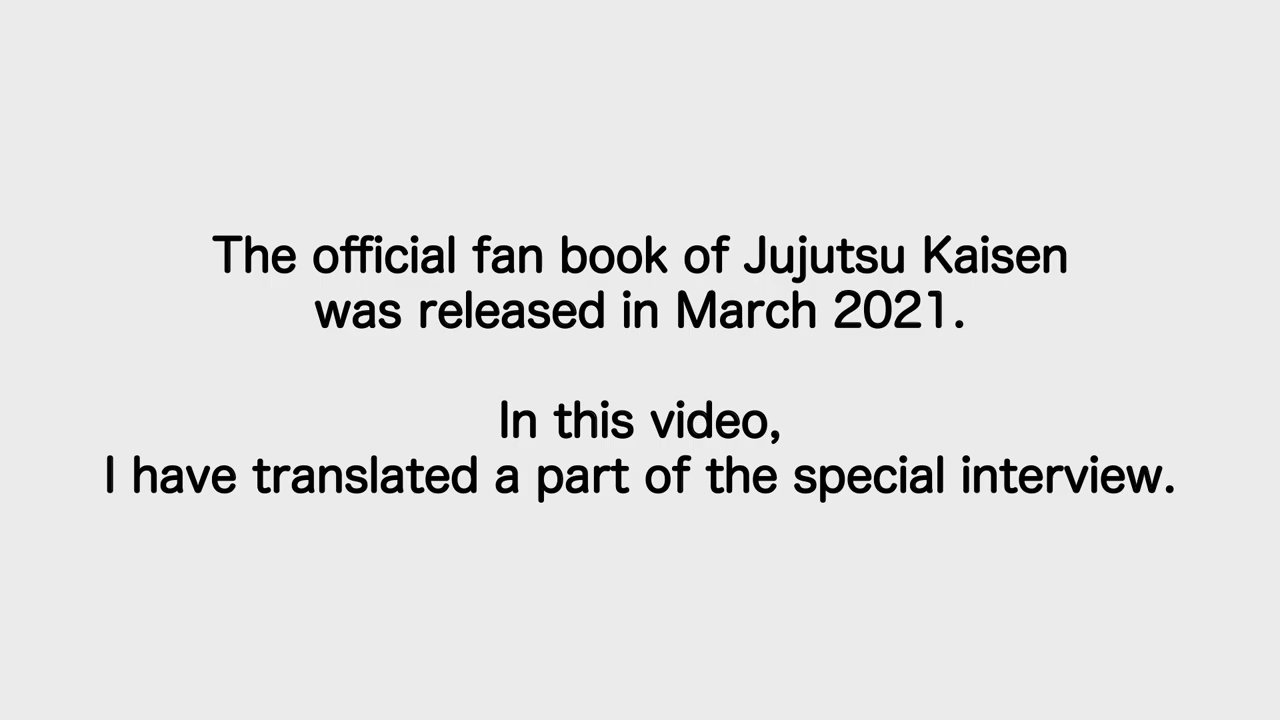 The official fan book of Jujutsu Kaisen
was released in March 2021.
In this video,
I have translated a part of the special interview.